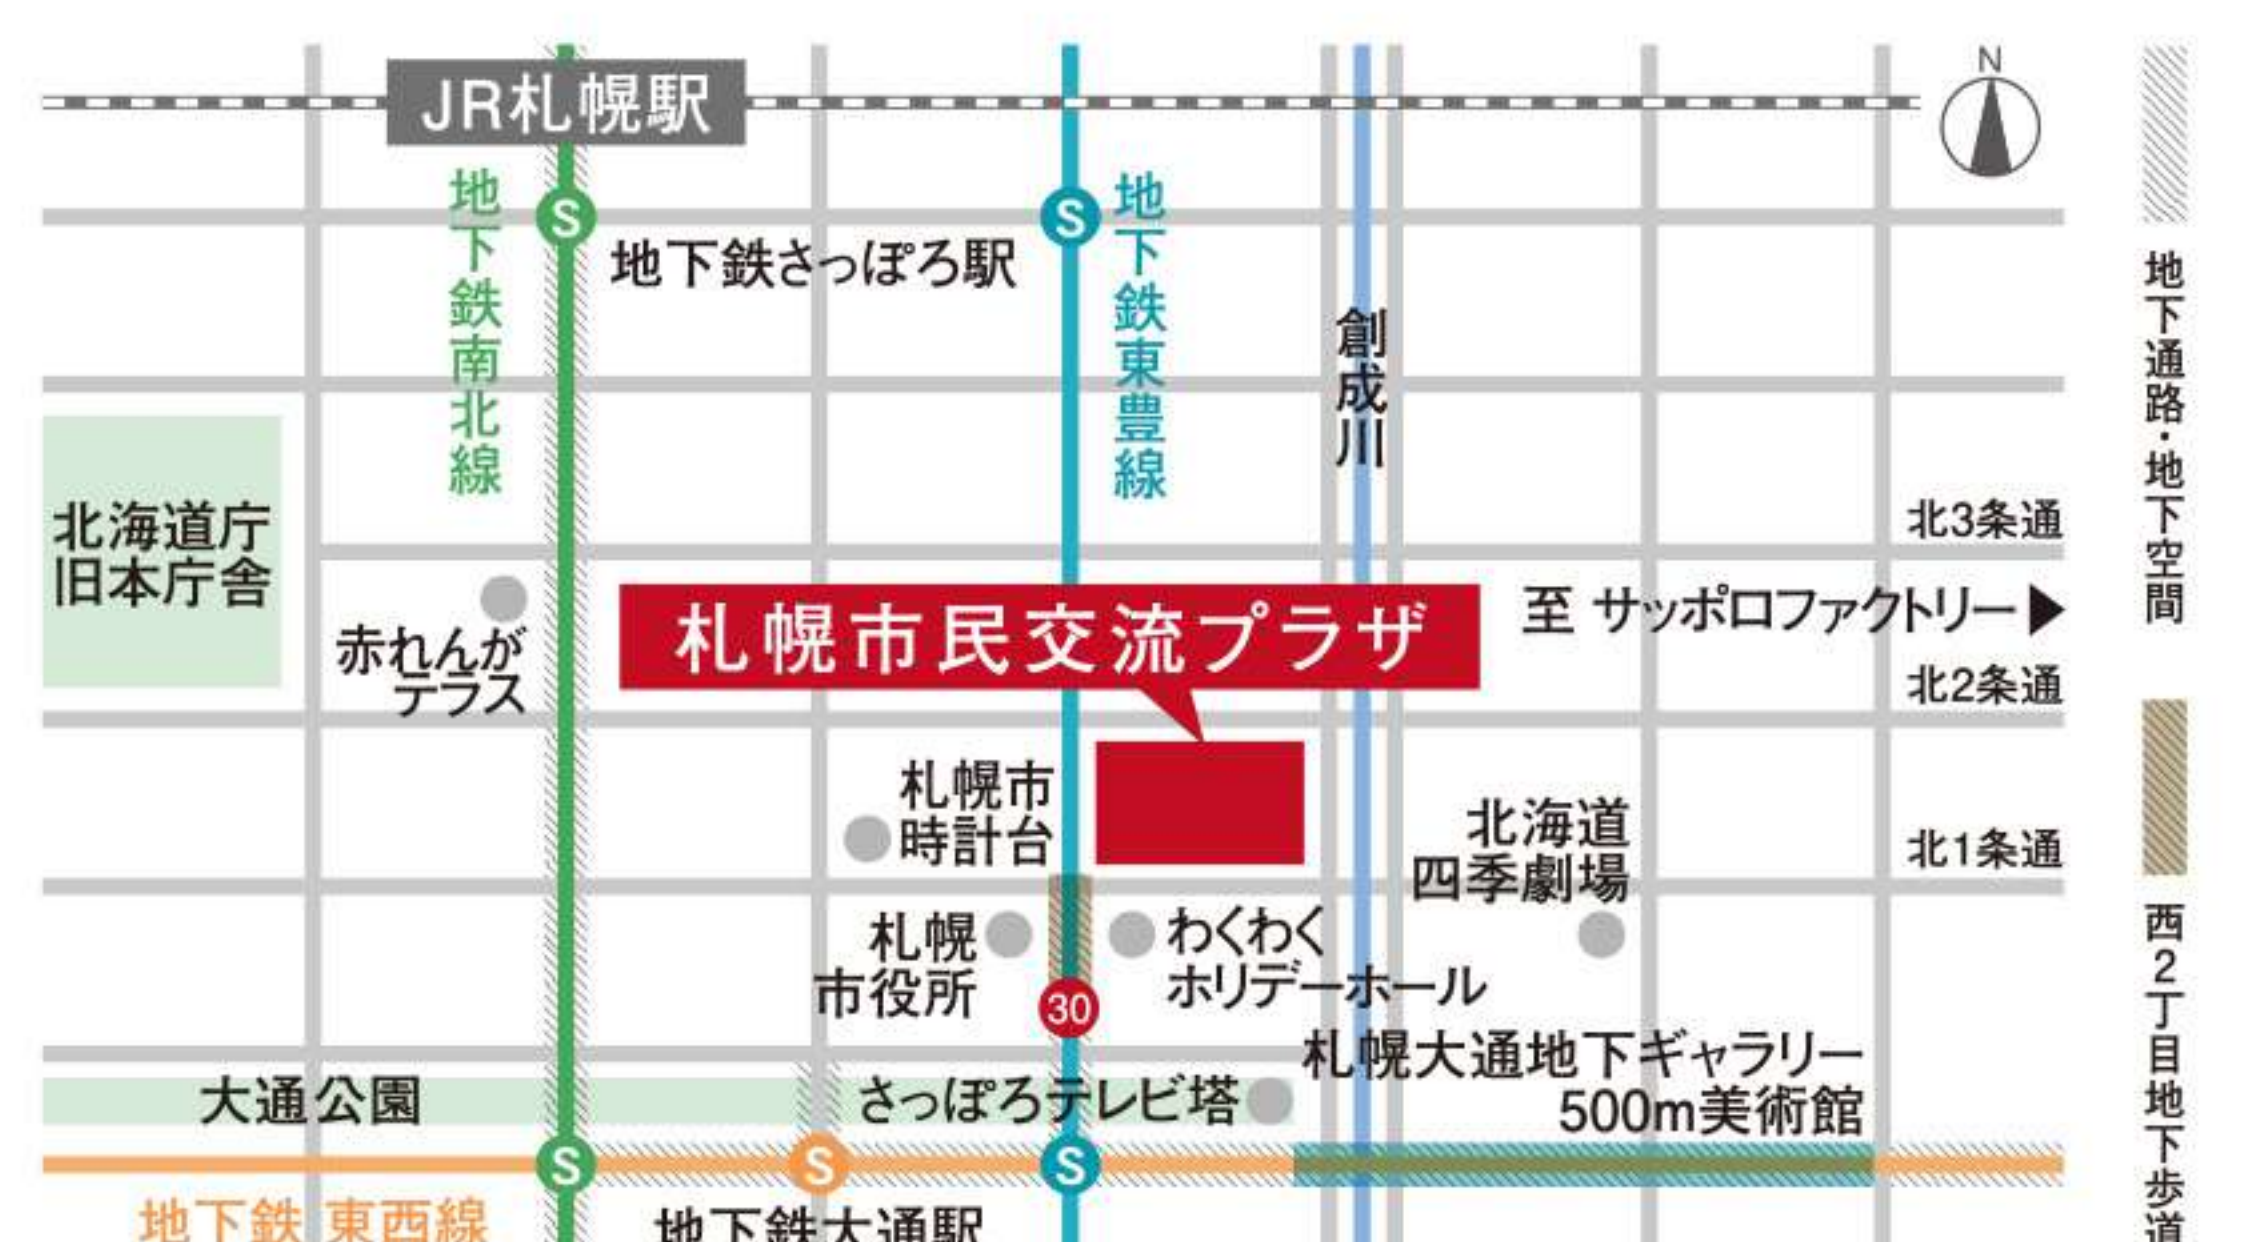 N
JR札幌駅
S
S
地下鉄さっぽろ駅
地下鉄南北線
地下鉄東豊線
創成川
北海道庁
旧本庁舎
北3条通
赤れんが
テラス
札幌市民交流プラザ
至 サッポロファクトリー
北2条通
札幌市
時計台
北海道
四季劇場
北1条通
札幌
市役所
わくわく
ホリデーホール
30
札幌大通地下ギャラリー
500m美術館
大通公園
さっぽろテレビ塔
S
S
S
地下鉄 東西線
地下鉄大通駅
地下通路・地下空間
西2丁目地下歩道